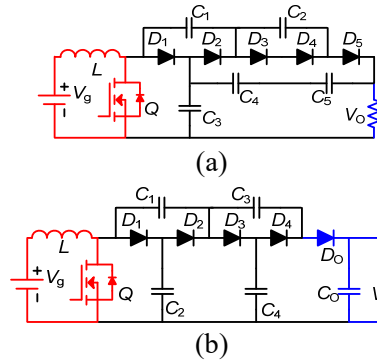 C1 C2
D1 D2 D3 D4 D5
L
+ Vg - Q C3 C4 C5 VO
(a)
C1 C3
D1 D2 D3 D4
L DO
+ Vg - Q C2 C4 CO V
(b)